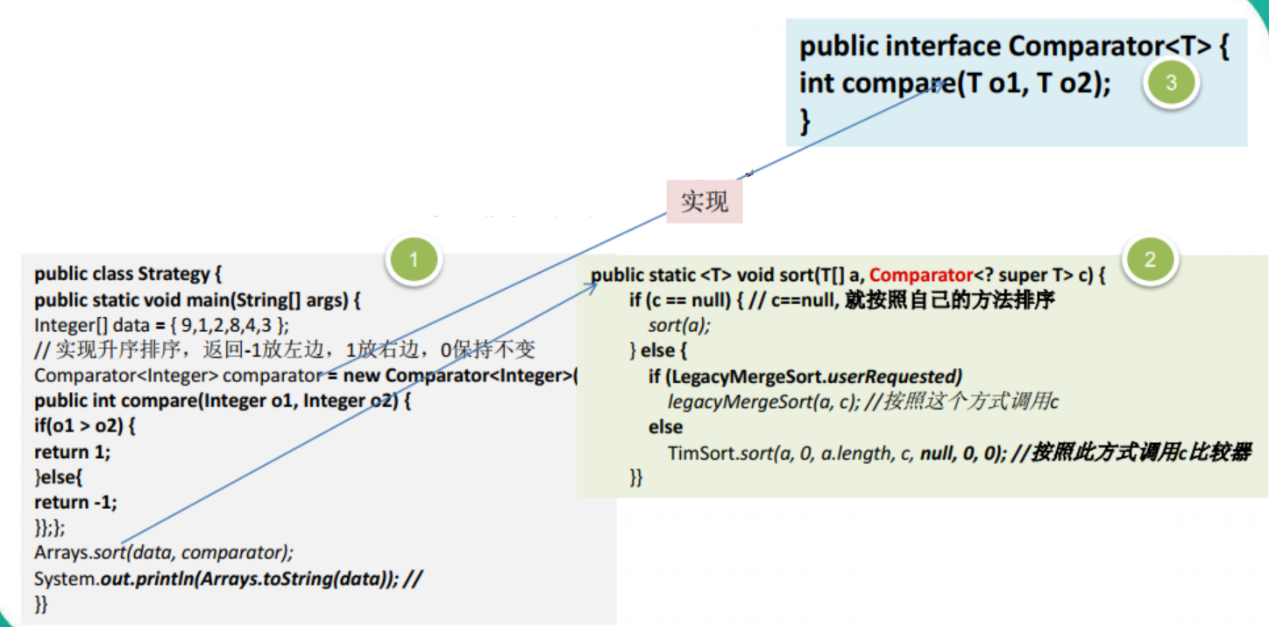 public interface Comparator<T> {
int compare(T o1, T o2);
}
3
实现
1
public class Strategy {
public static void main(String[] args) {
Integer[] data = { 9,1,2,8,4,3 };
// 实现升序排序，返回-1放左边，1放右边，0保持不变
Comparator<Integer> comparator = new Comparator<Integer>(
public int compare(Integer o1, Integer o2) {
if(o1 > o2) {
return 1;
}else{
return -1;
}};};
Arrays.sort(data, comparator);
System.out.println(Arrays.toString(data)); //
}}
2
public static <T> void sort(T[] a, Comparator<? super T> c) {
if (c == null) { // c==null, 就按照自己的方法排序
sort(a);
} else {
if (LegacyMergeSort.userRequested)
legacyMergeSort(a, c); //按照这个方式调用c
else
TimSort.sort(a, 0, a.length, c, null, 0, 0); //按照此方式调用c比较器
}}